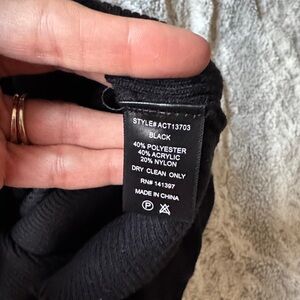 STYLE# ACT13703
BLACK
40% POLYESTER
40% ACRYLIC
20% NYLON
DRY CLEAN ONLY
RN# 141397
MADE IN CHINA
P